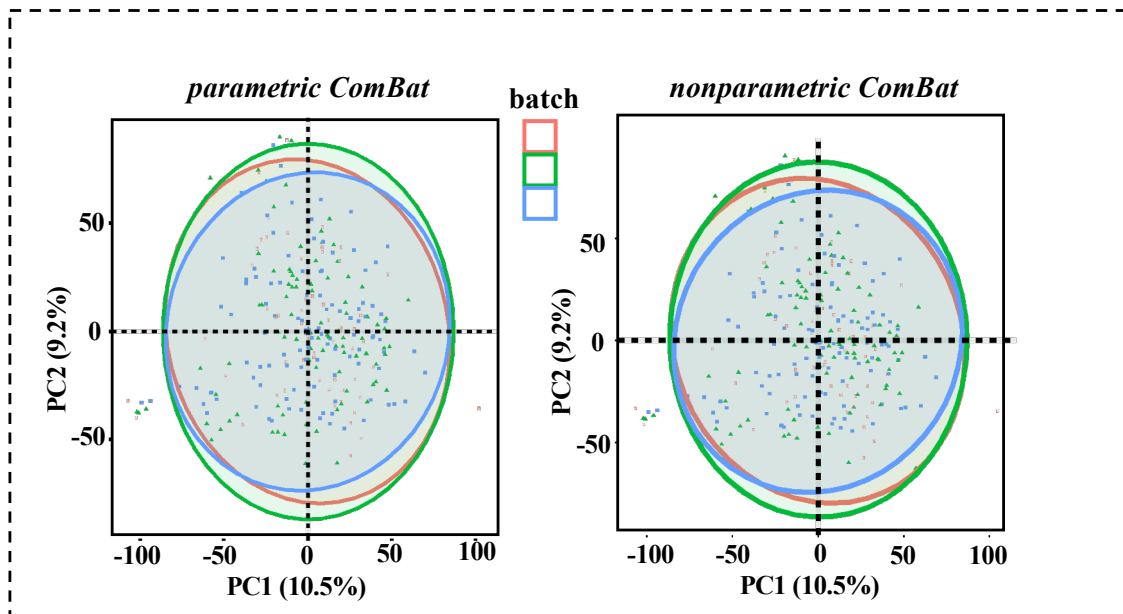 parametric ComBat
batch
nonparametric ComBat
PC2 (9.2%)
50
0
−50
-100
-50
0
50
100
PC1 (10.5%)
PC2 (9.2%)
50
0
-50
-100
-50
0
50
100
PC1 (10.5%)